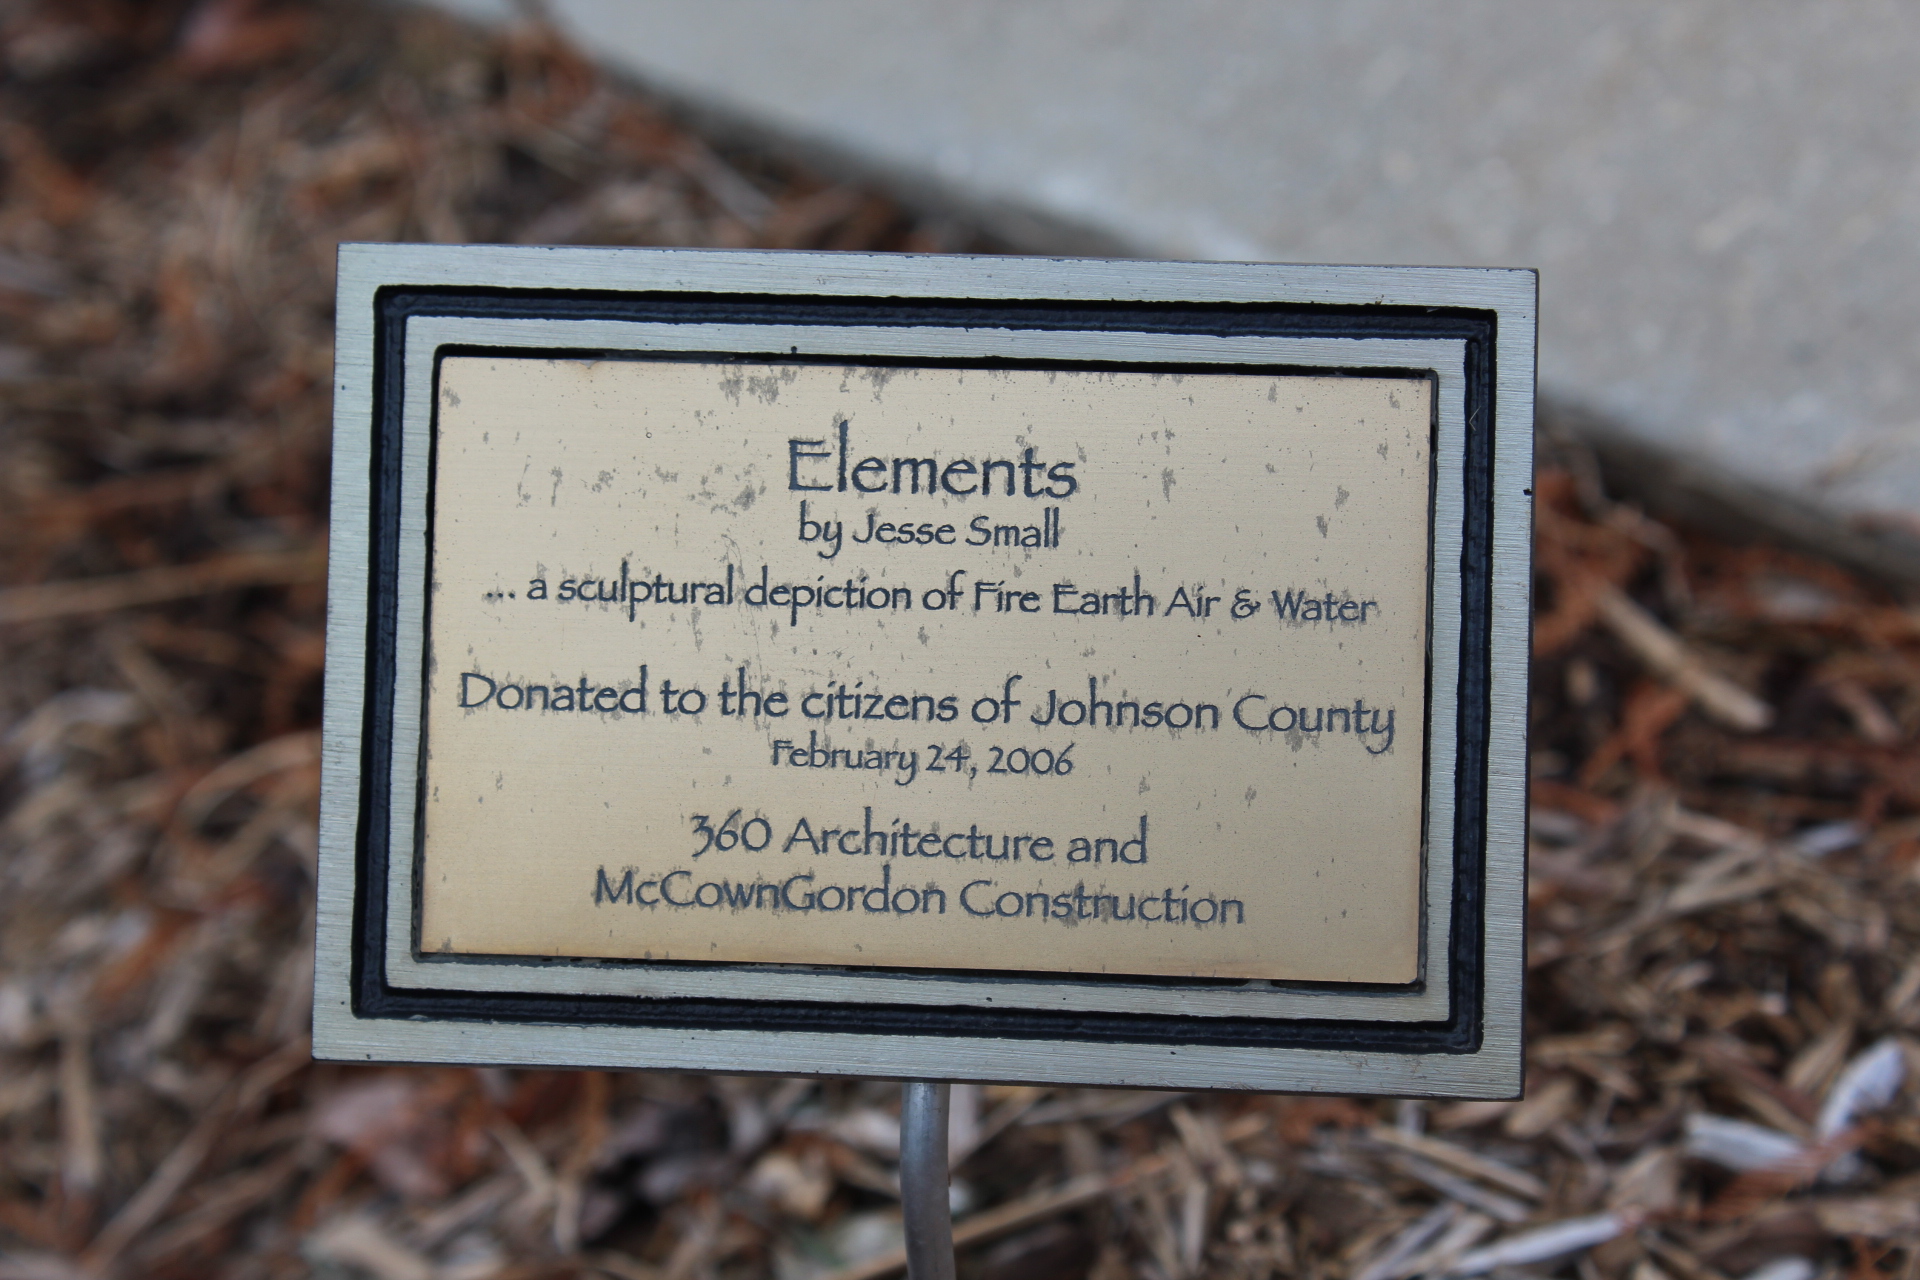 Elements
by Jesse Small
... a sculptural depiction of Fire Earth Air & Water
Donated to the citizens of Johnson County
February 24, 2006
360 Architecture and
McCownGordon Construction